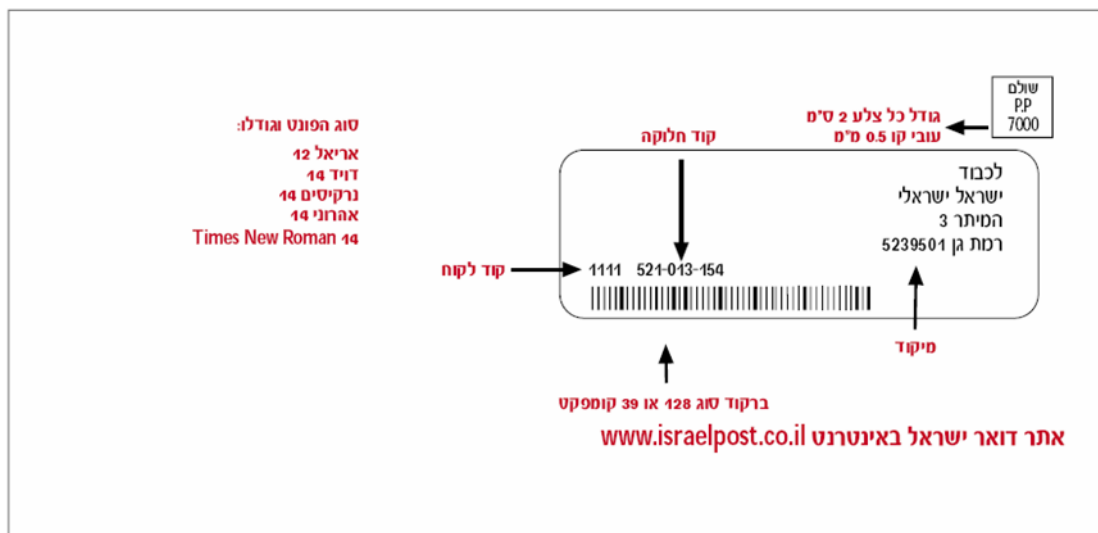 שולם
P.P
7000
גודל כל צלע 2 ס"מ
עובי קו 0.5 מ"מ
קוד חלוקה
סוג הפונט וגודלו:
אריאל 12
דויד 14
נרקיסים 14
אהרוני 14
Times New Roman 14
לכבוד
ישראל ישראלי
המיתר 3
רמת גן 5239501
1111 521-013-154
קוד לקוח
מיקוד
ברקוד סוג 128 או 39 קומפקט
אתר דואר ישראל באינטרנט www.israelpost.co.il